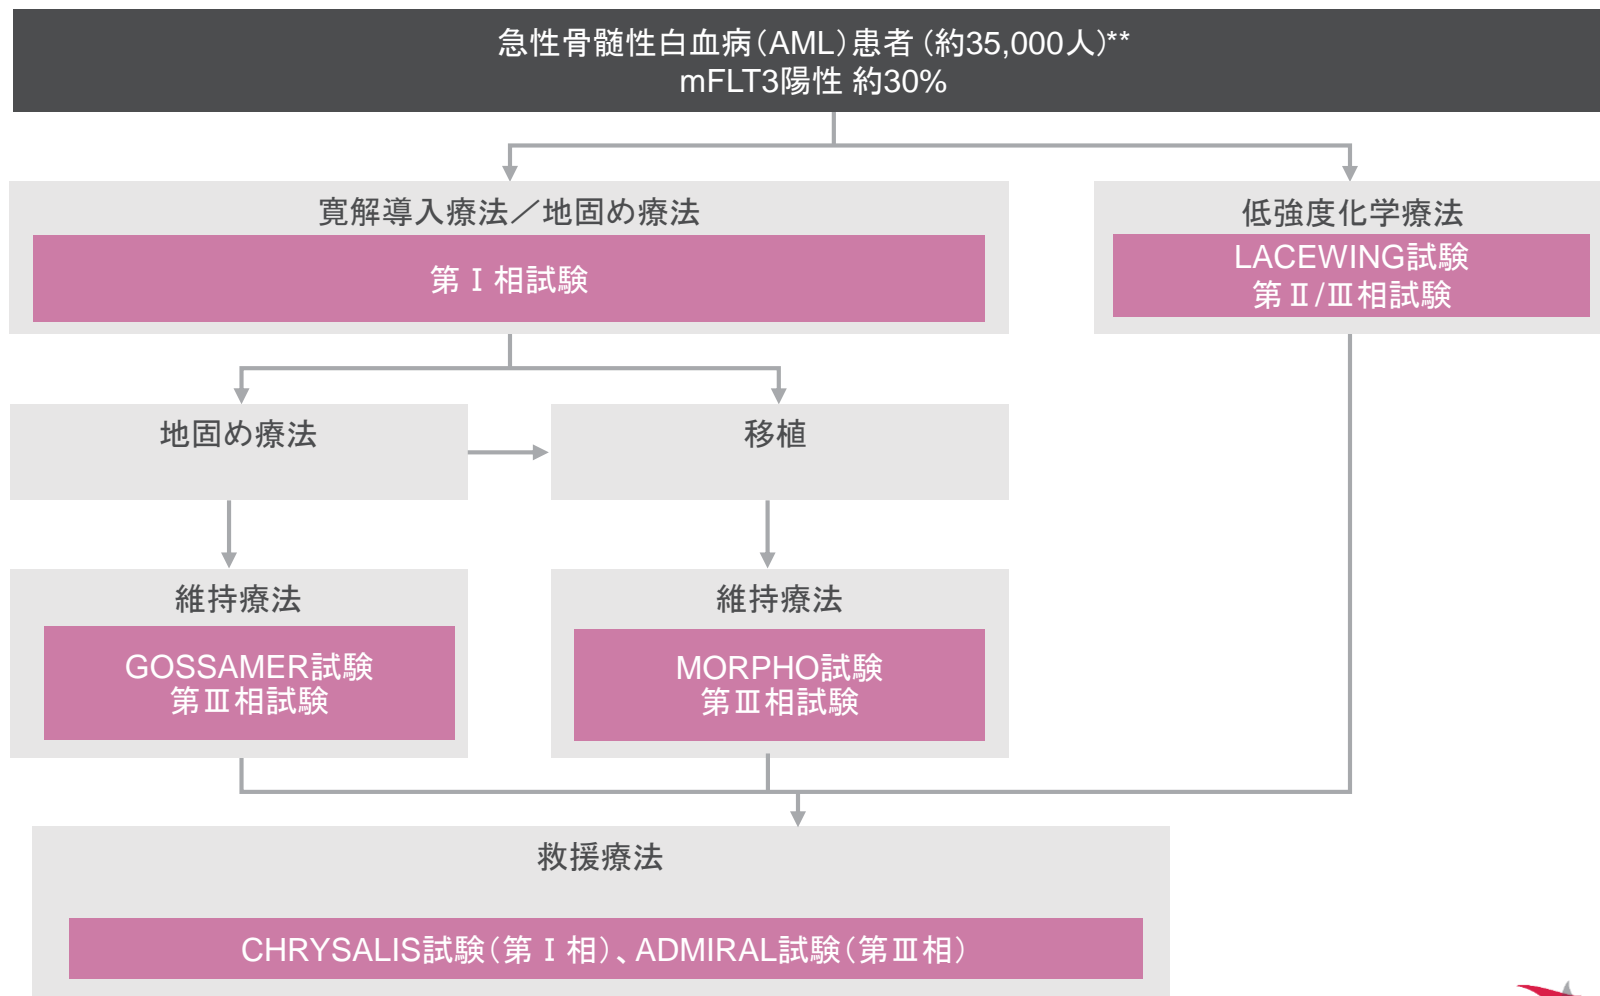 急性骨髄性白血病(AML)患者 (約35,000人)**
mFLT3陽性 約30%
寛解導入療法／地固め療法
第Ⅰ相試験
低強度化学療法
LACEWING試験
第Ⅱ/Ⅲ相試験
地固め療法
移植
維持療法
GOSSAMER試験
第Ⅲ相試験
維持療法
MORPHO試験
第Ⅲ相試験
救援療法
CHRYSALIS試験(第Ⅰ相)、ADMIRAL試験(第Ⅲ相)